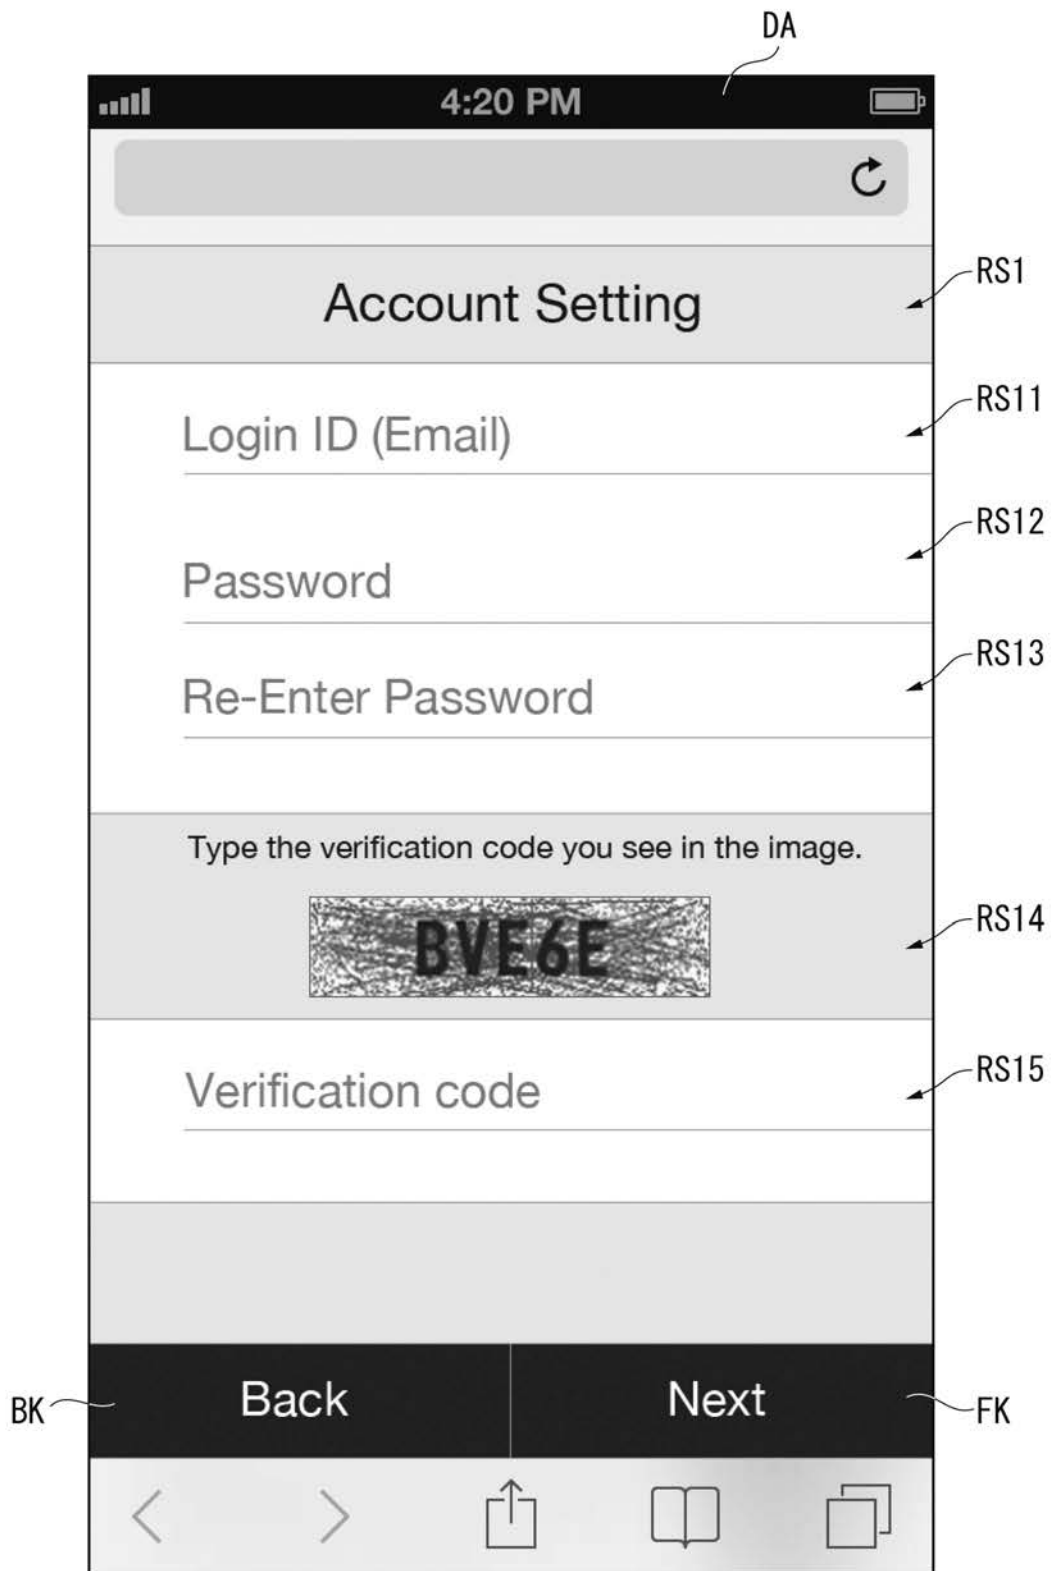 DA
4:20 PM
Account Setting
RS1
Login ID (Email)
RS11
Password
RS12
Re-Enter Password
RS13
Type the verification code you see in the image.
BVE6E
RS14
Verification code
RS15
BK
Back
Next
FK